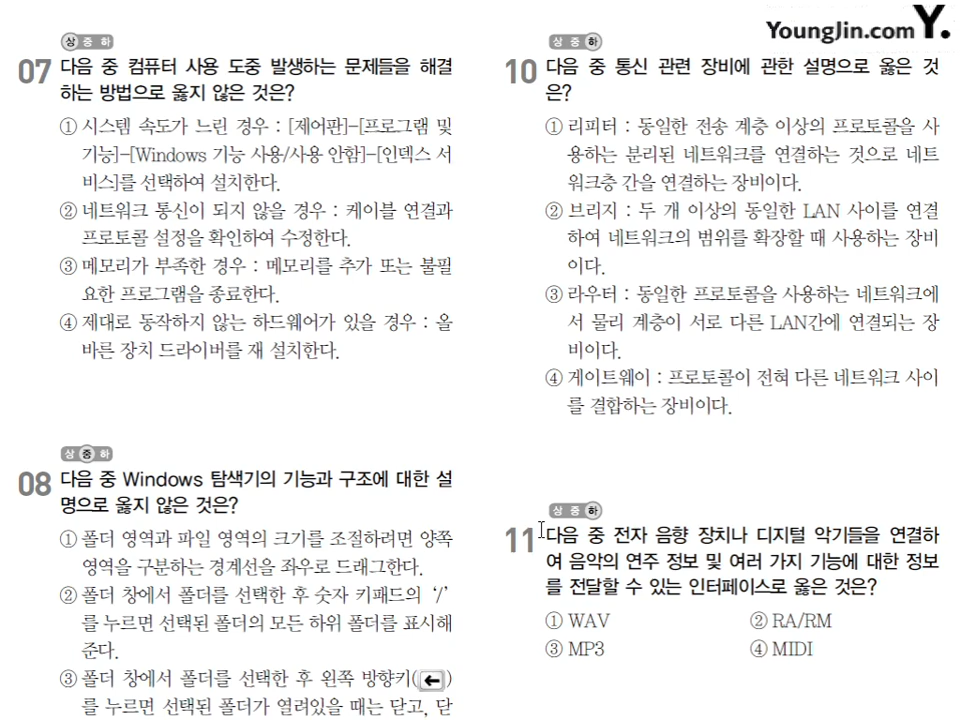 YoungJin.com Y.
상 중 하
07 다음 중 컴퓨터 사용 도중 발생하는 문제들을 해결
하는 방법으로 옳지 않은 것은?
① 시스템 속도가 느린 경우 : [제어판]-[프로그램 및
기능]-[Windows 기능 사용/사용 안함]-[인덱스 서
비스]를 선택하여 설치한다.
② 네트워크 통신이 되지 않을 경우 : 케이블 연결과
프로토콜 설정을 확인하여 수정한다.
③ 메모리가 부족한 경우 : 메모리를 추가 또는 불필
요한 프로그램을 종료한다.
④ 제대로 동작하지 않는 하드웨어가 있을 경우 : 올
바른 장치 드라이버를 재 설치한다.
상 중 하
08 다음 중 Windows 탐색기의 기능과 구조에 대한 설
명으로 옳지 않은 것은?
① 폴더 영역과 파일 영역의 크기를 조절하려면 양쪽
영역을 구분하는 경계선을 좌우로 드래그한다.
② 폴더 창에서 폴더를 선택한 후 숫자 키패드의 ‘/’
를 누르면 선택된 폴더의 모든 하위 폴더를 표시해
준다.
③ 폴더 창에서 폴더를 선택한 후 왼쪽 방향키(←)
를 누르면 선택된 폴더가 열려있을 때는 닫고, 닫
상 중 하
10 다음 중 통신 관련 장비에 관한 설명으로 옳은 것
은?
① 리피터 : 동일한 전송 계층 이상의 프로토콜을 사
용하는 분리된 네트워크를 연결하는 것으로 네트
워크층 간을 연결하는 장비이다.
② 브리지 : 두 개 이상의 동일한 LAN 사이를 연결
하여 네트워크의 범위를 확장할 때 사용하는 장비
이다.
③ 라우터 : 동일한 프로토콜을 사용하는 네트워크에
서 물리 계층이 서로 다른 LAN간에 연결되는 장
비이다.
④ 게이트웨이 : 프로토콜이 전혀 다른 네트워크 사이
를 결합하는 장비이다.
상 중 하
11 다음 중 전자 음향 장치나 디지털 악기들을 연결하
여 음악의 연주 정보 및 여러 가지 기능에 대한 정보
를 전달할 수 있는 인터페이스로 옳은 것은?
① WAV ② RA/RM
③ MP3 ④ MIDI